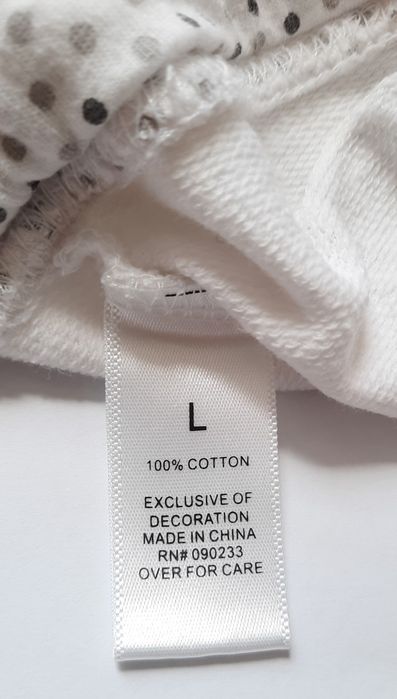 L
100% COTTON
EXCLUSIVE OF
DECORATION
MADE IN CHINA
RN# 090233
OVER FOR CARE